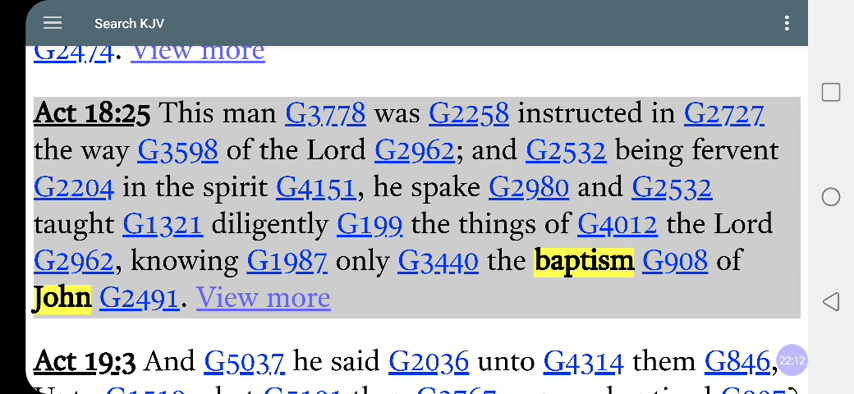 Search KJV
G2474. View more
Act 18:25 This man G3778 was G2258 instructed in G2727
the way G3598 of the Lord G2962; and G2532 being fervent
G2204 in the spirit G4151, he spake G2980 and G2532
taught G1321 diligently G199 the things of G4012 the Lord
G2962, knowing G1987 only G3440 the baptism G908 of
John G2491. View more
Act 19:3 And G5037 he said G2036 unto G4314 them G846,
22:12